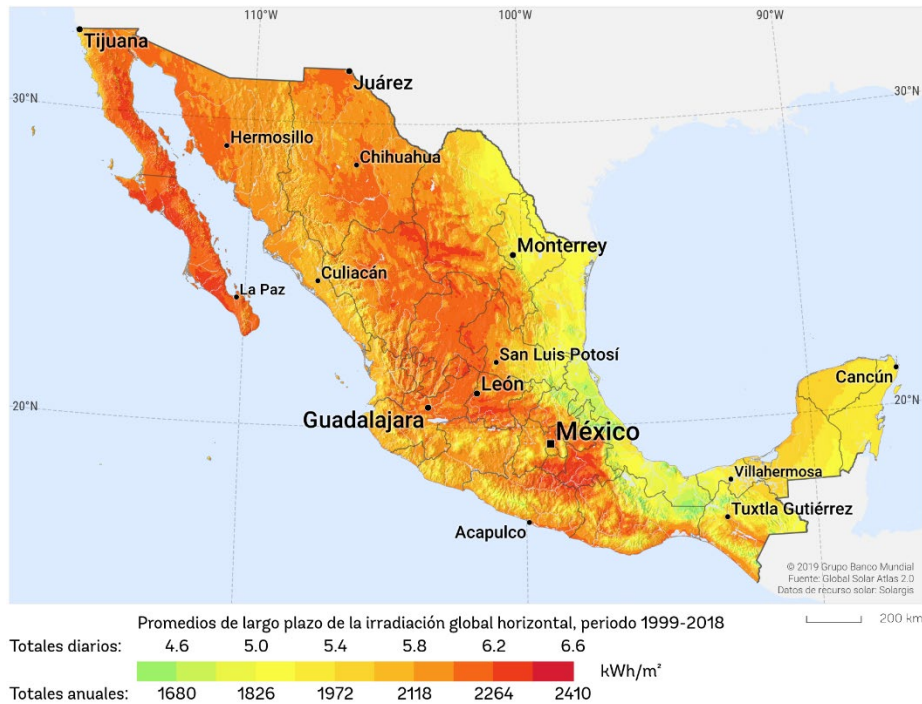 110°W 100°W 90°W
Tijuana
Juárez
30°N 30°N
Hermosillo
Chihuahua
Monterrey
La Paz Culiacán
San Luis Potosí
León
Cancún
20°N 20°N
Guadalajara
México
Villahermosa
Tuxtla Gutiérrez
Acapulco
© 2019 Grupo Banco Mundial
Fuente: Global Solar Atlas 2.0
Datos de recurso solar: Solargis
200 km
Promedios de largo plazo de la irradiación global horizontal, periodo 1999-2018
Totales diarios: 4.6 5.0 5.4 5.8 6.2 6.6
kWh/m²
Totales anuales: 1680 1826 1972 2118 2264 2410